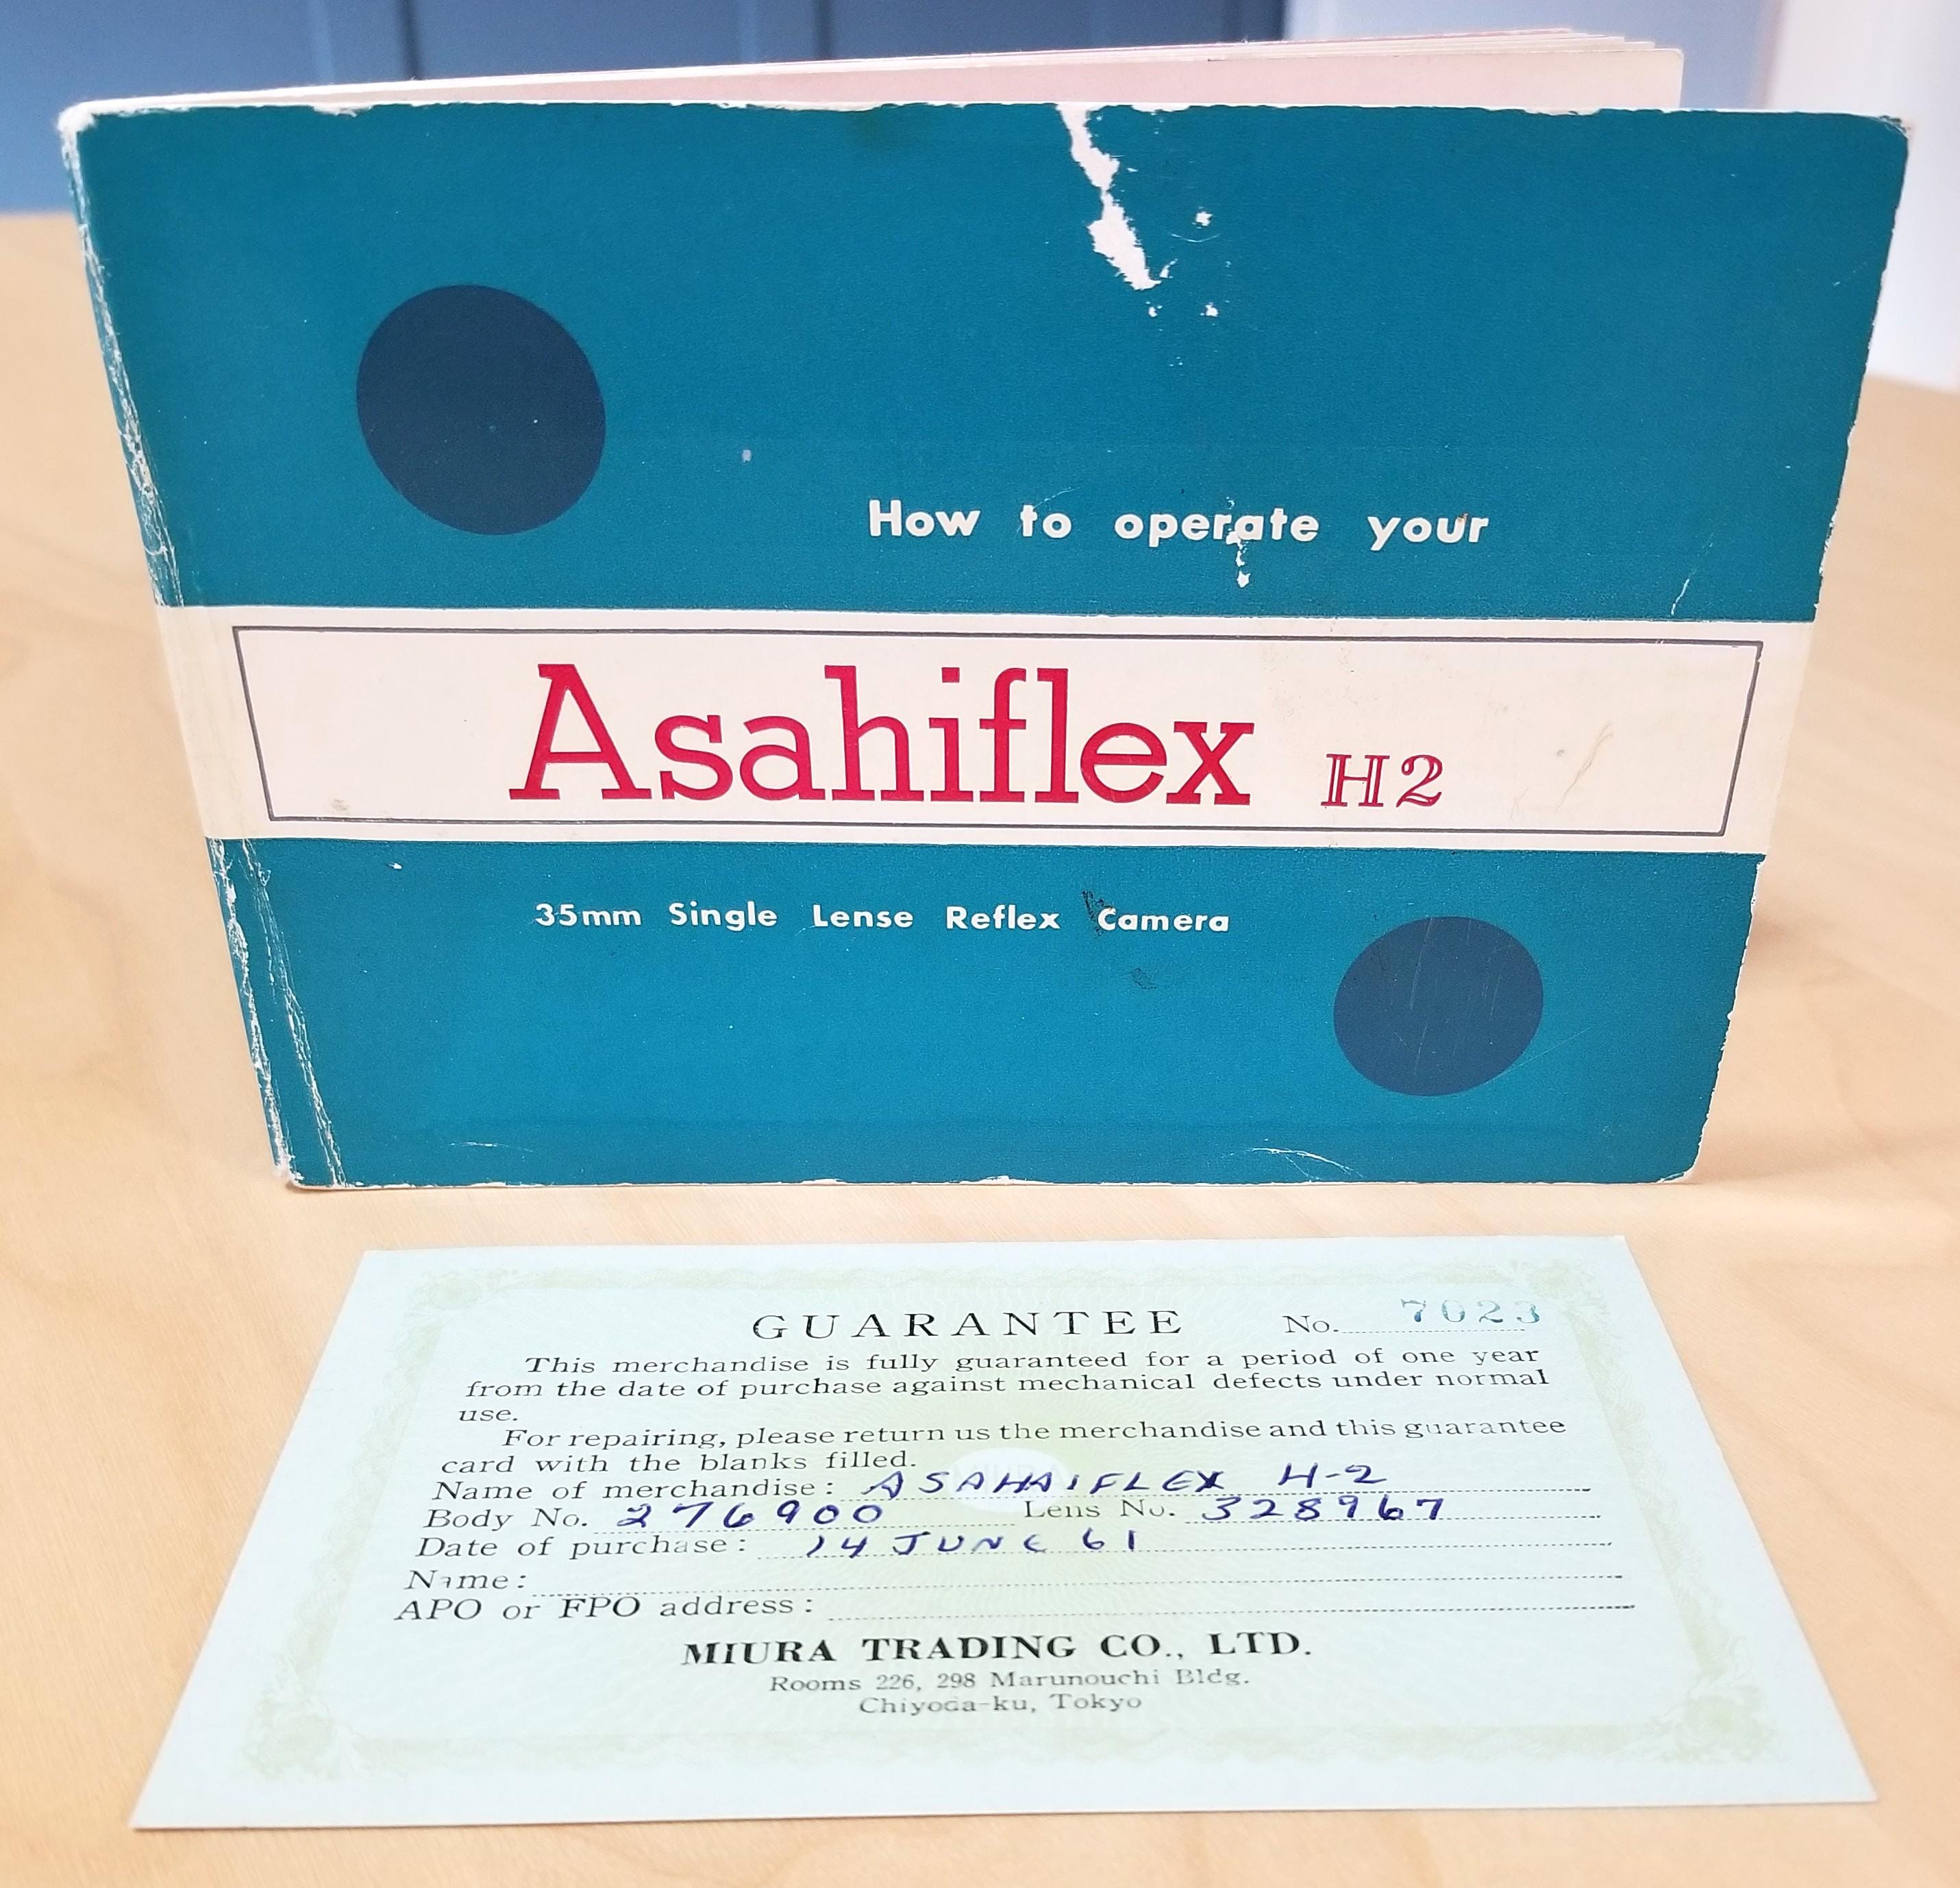 How to operate your
Asahiflex H2
35mm Single Lense Reflex Camera
GUARANTEE No. 7023
This merchandise is fully guaranteed for a period of one year
from the date of purchase against mechanical defects under normal
use.
For repairing, please return us the merchandise and this guarantee
card with the blanks filled.
Name of merchandise: ASAHAIFLEX H-2
Body No. 276900 Lens No. 328967
Date of purchase: 14 JUNE 61
Name:
APO or FPO address:
MIURA TRADING CO., LTD.
Rooms 226, 298 Marunouchi Bldg.
Chiyoda-ku, Tokyo